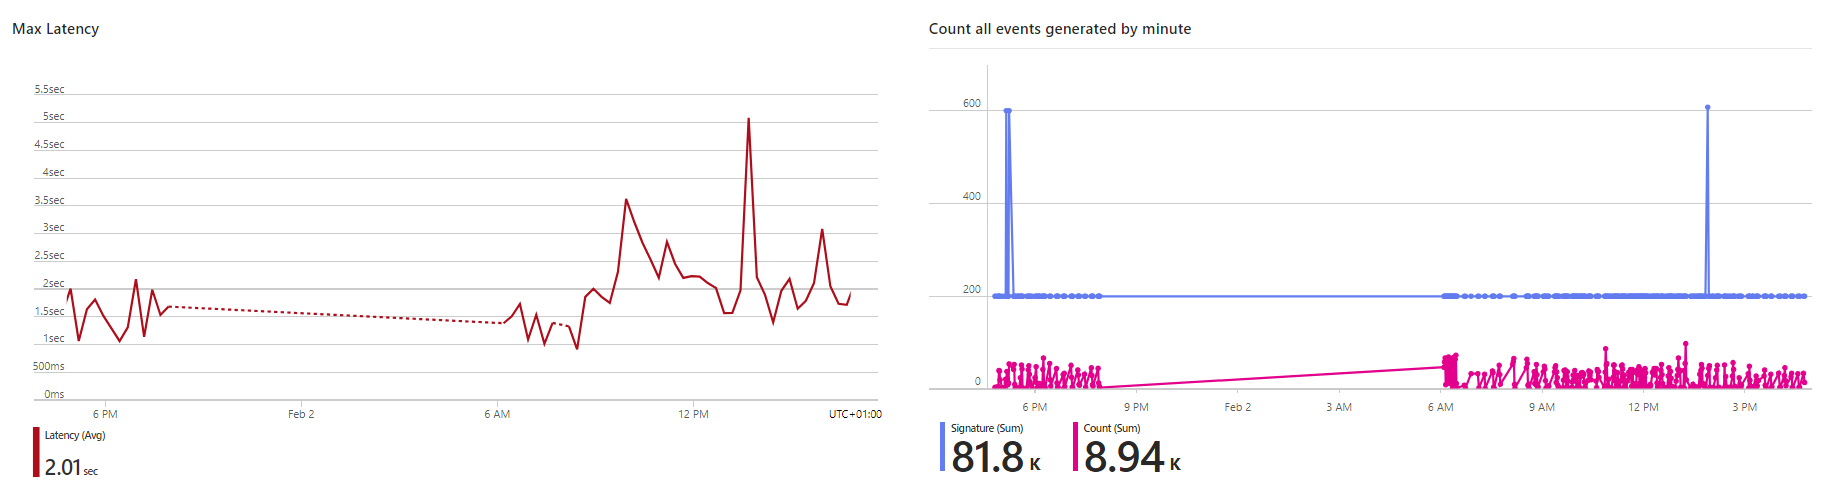 Max Latency
5.5sec
5sec
4.5sec
4sec
3.5sec
3sec
2.5sec
2sec
1.5sec
1sec
500ms
0ms
6 PM
Feb 2
6 AM
12 PM
UTC+01:00
Latency (Avg)
2.01 sec
Count all events generated by minute
600
400
200
0
6 PM
9 PM
Feb 2
3 AM
6 AM
9 AM
12 PM
3 PM
Signature (Sum)
81.8 K
Count (Sum)
8.94 K